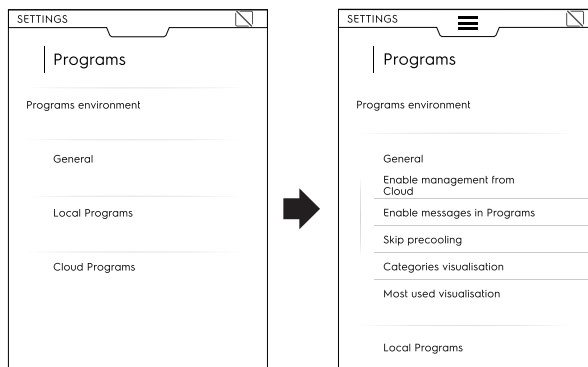 SETTINGS
Programs
Programs environment
General
Local Programs
Cloud Programs
SETTINGS
Programs
Programs environment
General
Enable management from
Cloud
Enable messages in Programs
Skip precooling
Categories visualisation
Most used visualisation
Local Programs